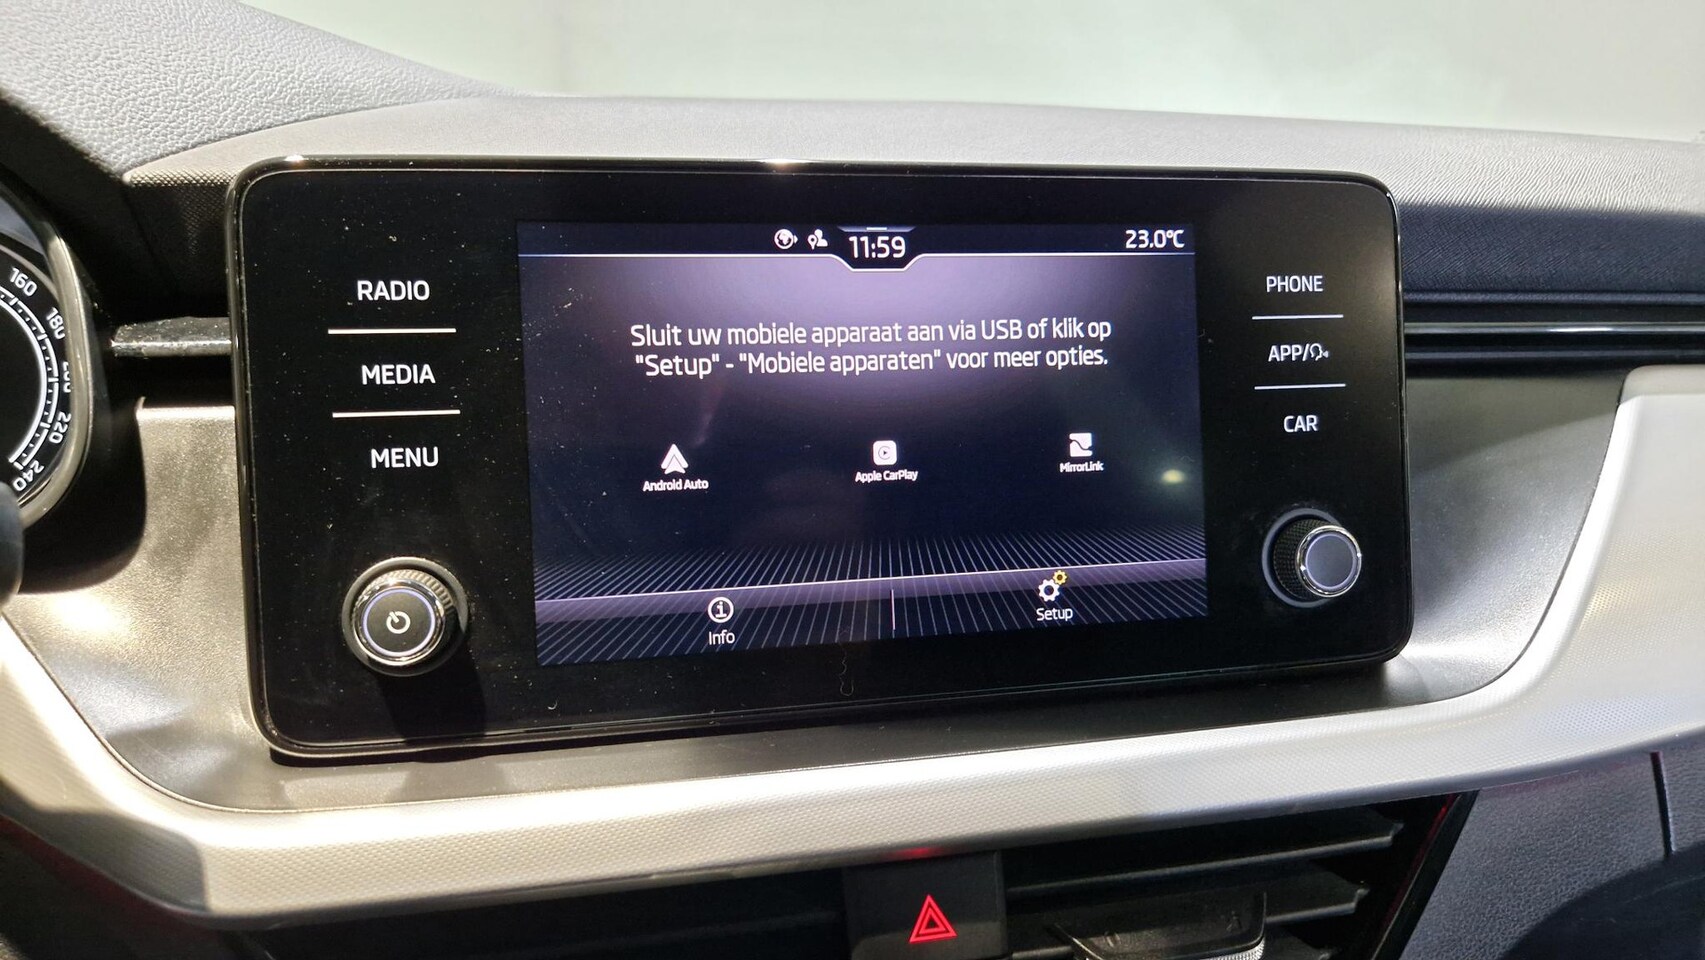 160
180
200
220
240
RADIO
MEDIA
MENU
11:59
23.0°C
Sluit uw mobiele apparaat aan via USB of klik op
"Setup" - "Mobiele apparaten" voor meer opties.
Android Auto
Apple CarPlay
MirrorLink
Info
Setup
PHONE
APP/
CAR